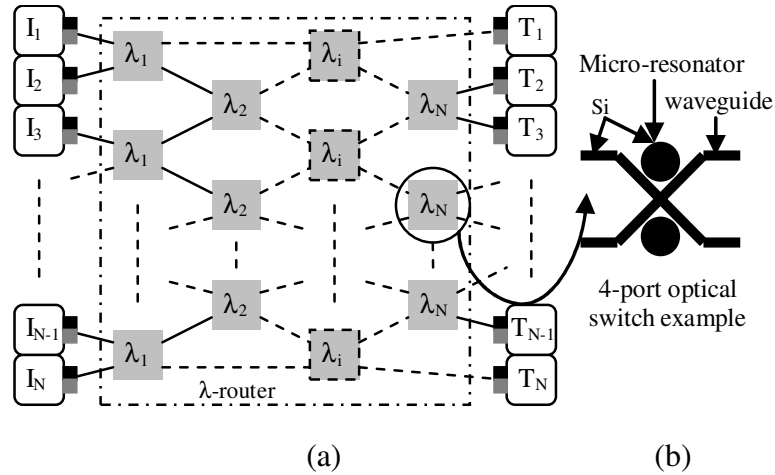 I1
T1
λ1
λi
I2
T2
λ2
λN
I3
T3
λ1
λi
λ2
λN
λ2
λN
IN-1
TN-1
λ1
λi
IN
TN
λ-router
Micro-resonator
Si
waveguide
4-port optical
switch example
(a)
(b)